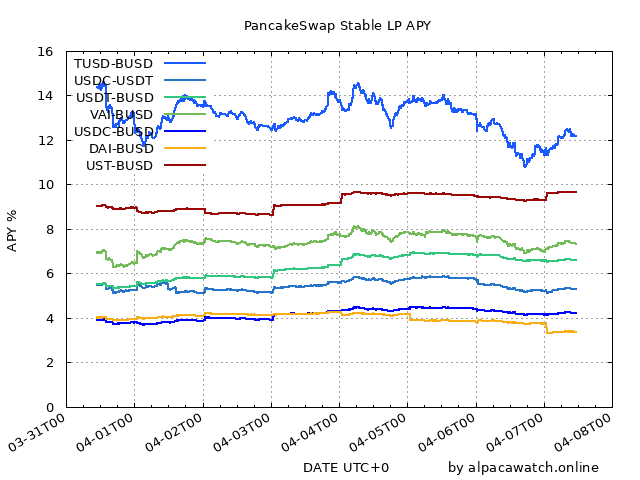 PancakeSwap Stable LP APY
16
14
12
10
8
6
4
2
0
APY %
TUSD-BUSD
USDC-USDT
USDT-BUSD
VAI-BUSD
USDC-BUSD
DAI-BUSD
UST-BUSD
03-31T00
04-01T00
04-02T00
04-03T00
04-04T00
04-05T00
04-06T00
04-07T00
04-08T00
DATE UTC+0
by alpacawatch.online